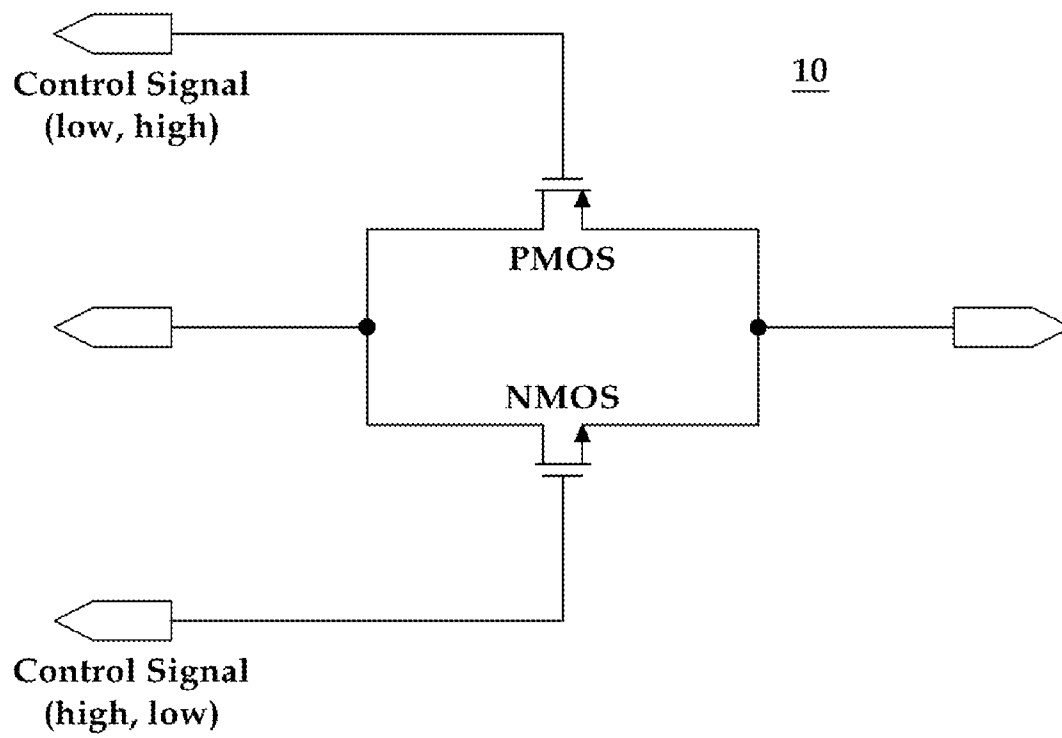 Control Signal
(low, high)
10
PMOS
NMOS
Control Signal
(high, low)